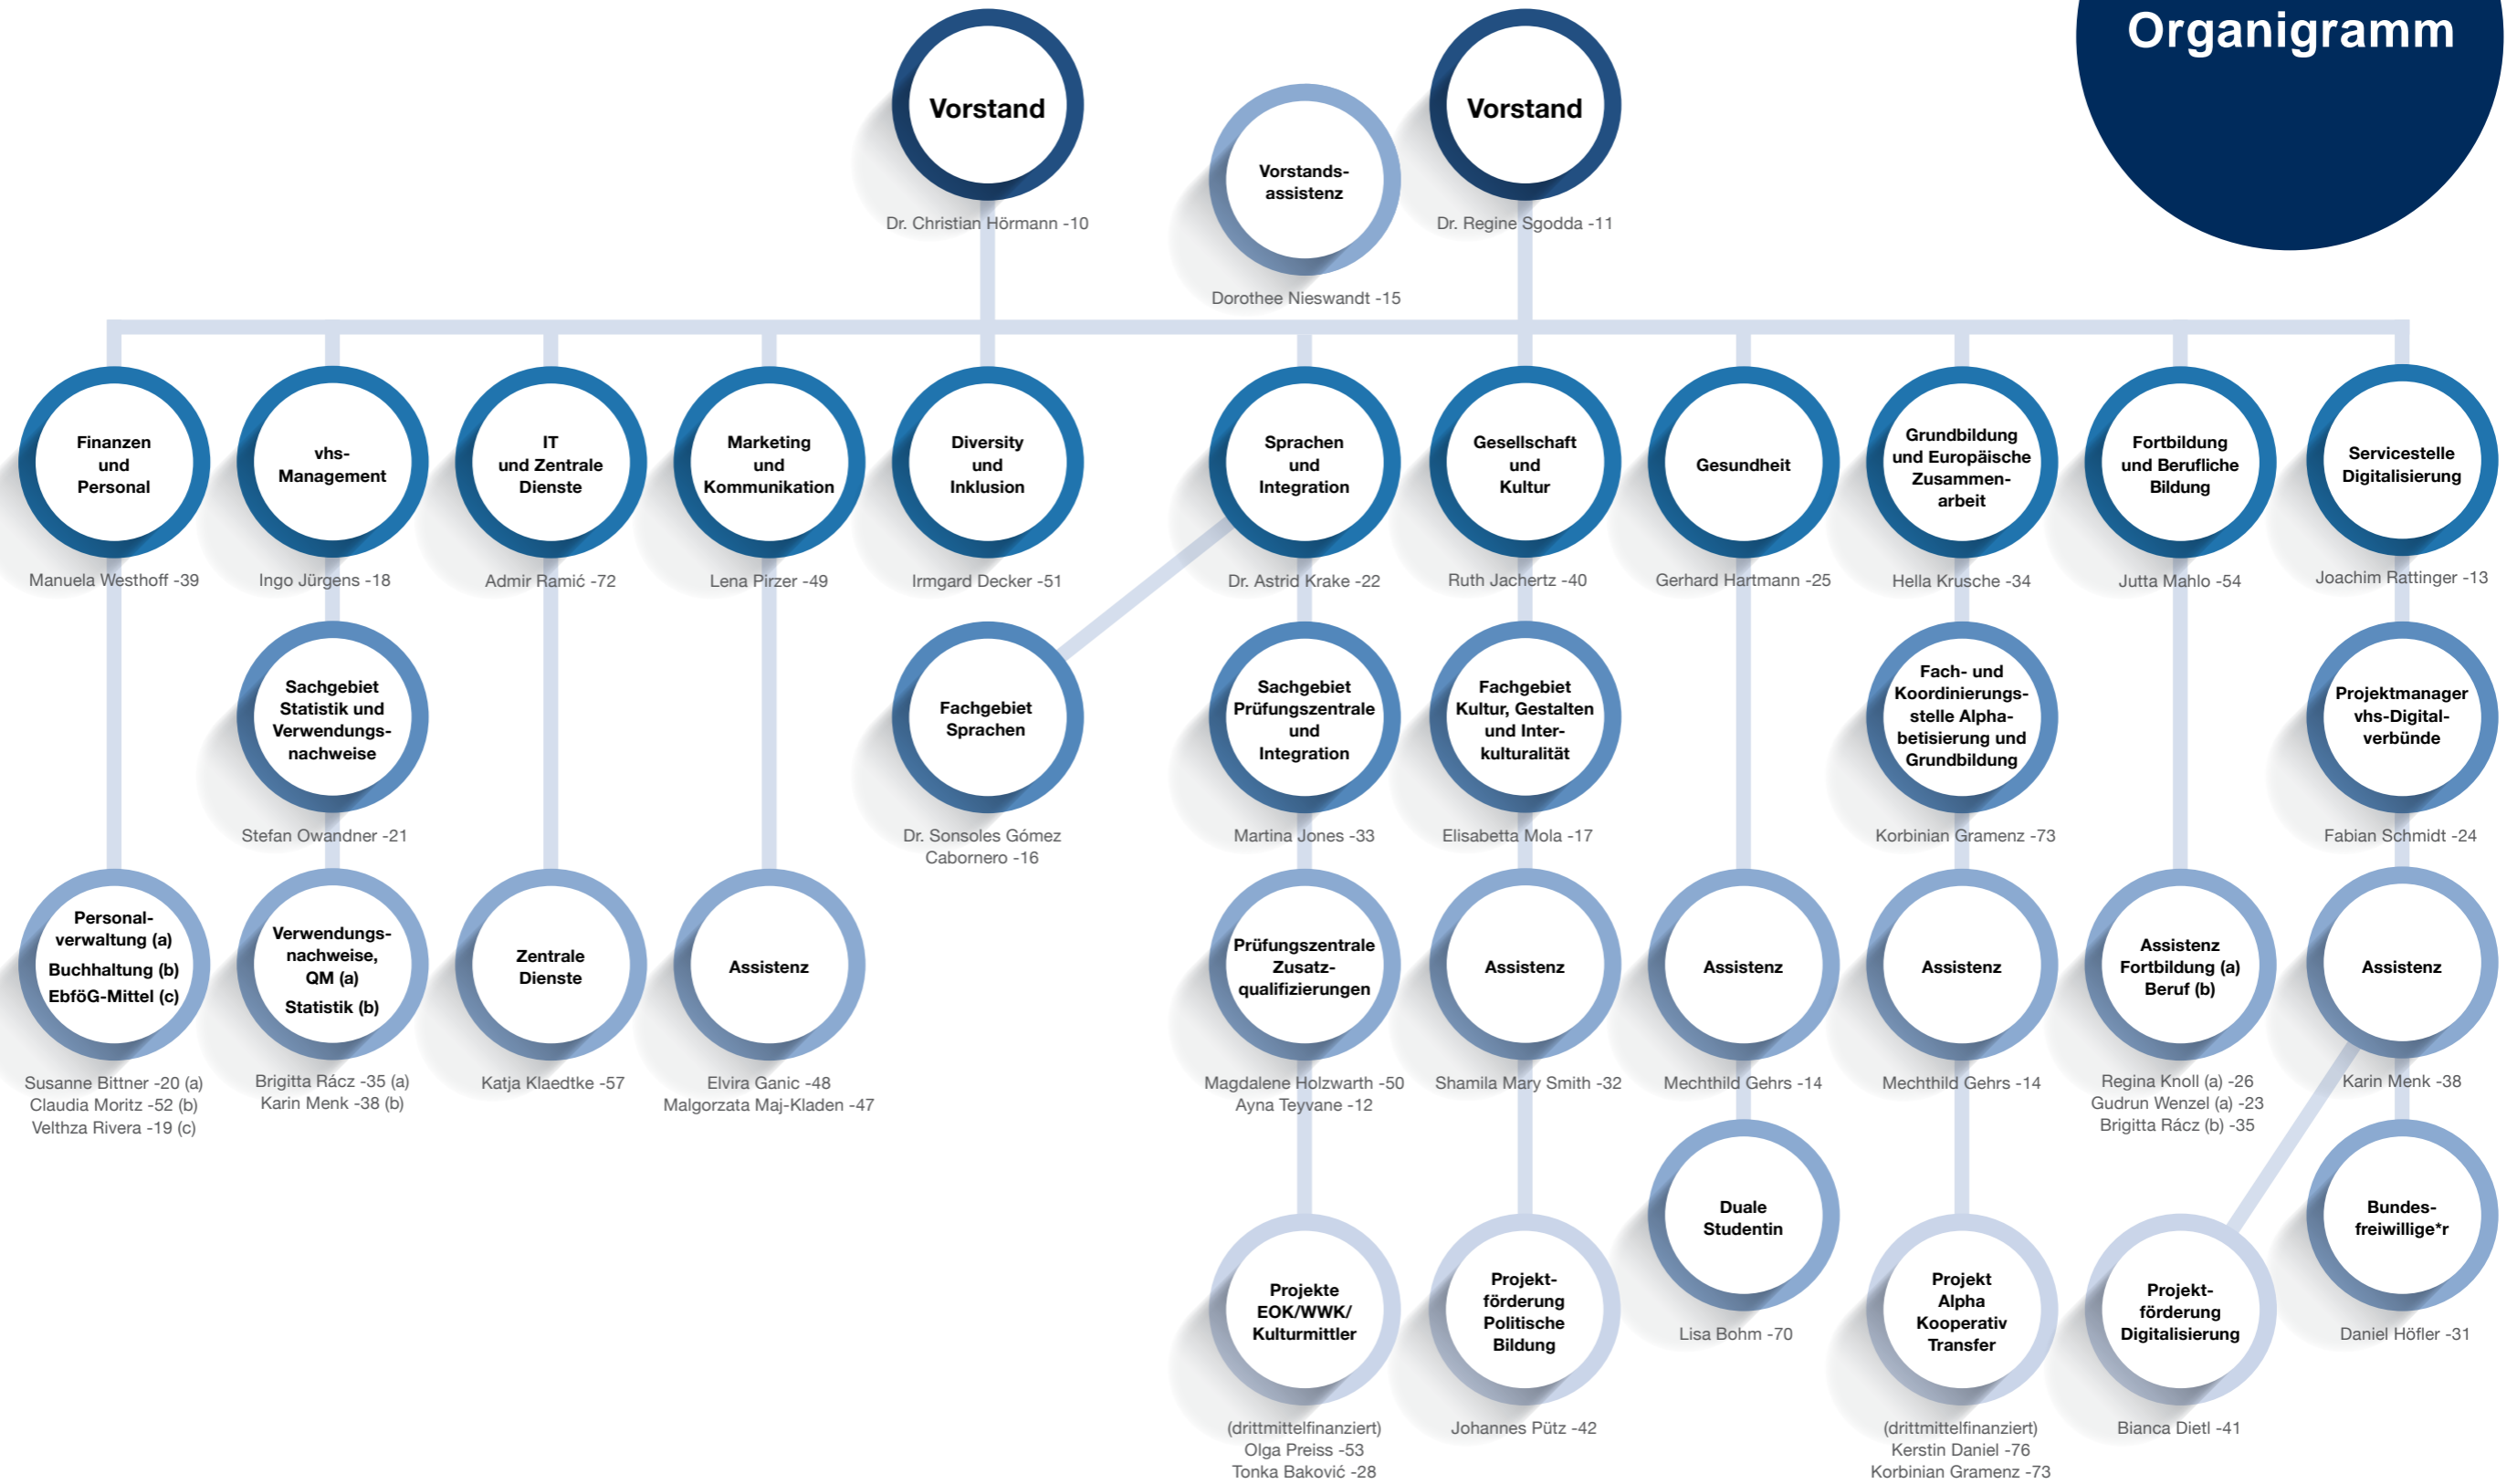 Organigramm
Vorstand
Dr. Christian Hörmann -10
Vorstands-
assistenz
Dorothee Nieswandt -15
Vorstand
Dr. Regine Sgodda -11
Finanzen
und
Personal
Manuela Westhoff -39
vhs-
Management
Ingo Jürgens -18
IT
und Zentrale
Dienste
Admir Ramić -72
Marketing
und
Kommunikation
Lena Pirzer -49
Diversity
und
Inklusion
Irmgard Decker -51
Sprachen
und
Integration
Dr. Astrid Krake -22
Gesellschaft
und
Kultur
Ruth Jachertz -40
Gesundheit
Gerhard Hartmann -25
Grundbildung
und Europäische
Zusammen-
arbeit
Hella Krusche -34
Fortbildung
und Berufliche
Bildung
Jutta Mahlo -54
Servicestelle
Digitalisierung
Joachim Rattinger -13
Sachgebiet
Statistik und
Verwendungs-
nachweise
Stefan Owandner -21
Fachgebiet
Sprachen
Dr. Sonsoles Gómez
Cabornero -16
Sachgebiet
Prüfungszentrale
und
Integration
Martina Jones -33
Fachgebiet
Kultur, Gestalten
und Inter-
kulturalität
Elisabetta Mola -17
Fach- und
Koordinierungs-
stelle Alpha-
betisierung und
Grundbildung
Korbinian Gramenz -73
Projektmanager
vhs-Digital-
verbünde
Fabian Schmidt -24
Personal-
verwaltung (a)
Buchhaltung (b)
EbföG-Mittel (c)
Susanne Bittner -20 (a)
Claudia Moritz -52 (b)
Velthza Rivera -19 (c)
Verwendungs-
nachweise,
QM (a)
Statistik (b)
Brigitta Rácz -35 (a)
Karin Menk -38 (b)
Zentrale
Dienste
Katja Klaedtke -57
Assistenz
Elvira Ganic -48
Malgorzata Maj-Kladen -47
Prüfungszentrale
Zusatz-
qualifizierungen
Magdalene Holzwarth -50
Ayna Teyvane -12
Assistenz
Shamila Mary Smith -32
Assistenz
Mechthild Gehrs -14
Assistenz
Mechthild Gehrs -14
Assistenz
Fortbildung (a)
Beruf (b)
Regina Knoll (a) -26
Gudrun Wenzel (a) -23
Brigitta Rácz (b) -35
Assistenz
Karin Menk -38
Projekte
EOK/WWK/
Kulturmittler
(drittmittelfinanziert)
Olga Preiss -53
Tonka Baković -28
Projekt-
förderung
Politische
Bildung
Johannes Pütz -42
Duale
Studentin
Lisa Bohm -70
Projekt
Alpha
Kooperativ
Transfer
(drittmittelfinanziert)
Kerstin Daniel -76
Korbinian Gramenz -73
Projekt-
förderung
Digitalisierung
Bianca Dietl -41
Bundes-
freiwillige*r
Daniel Höfler -31